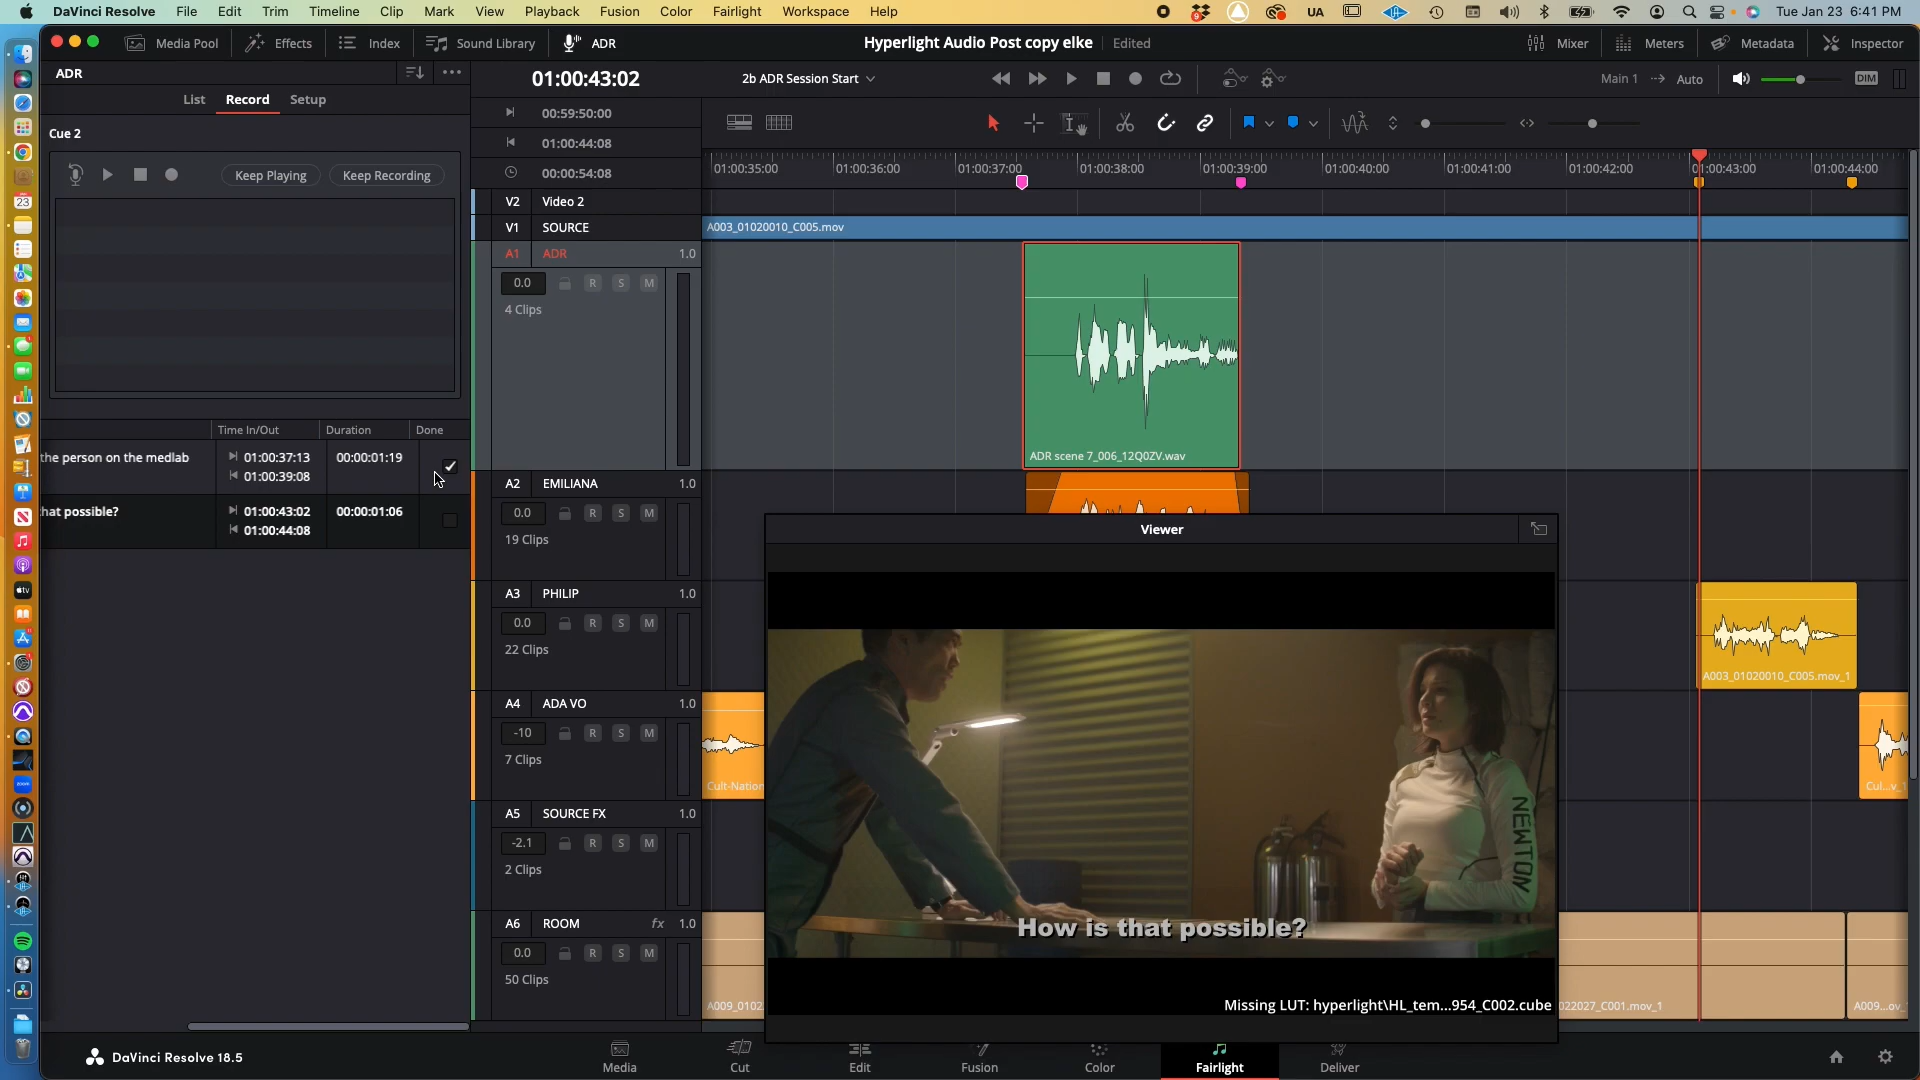 DaVinci Resolve File Edit Trim Timeline Clip Mark View Playback Fusion Color Fairlight Workspace Help
UA Tue Jan 23 6:41 PM
Media Pool Effects Index Sound Library ADR
Hyperlight Audio Post copy elke Edited
Mixer Meters Metadata Inspector
ADR
01:00:43:02
2b ADR Session Start
Main 1 Auto DIM
List Record Setup
Cue 2
Keep Playing Keep Recording
00:59:50:00
01:00:44:08
00:00:54:08
01:00:35:00 01:00:36:00 01:00:37:00 01:00:38:00 01:00:39:00 01:00:40:00 01:00:41:00 01:00:42:00 01:00:43:00 01:00:44:00
Time In/Out Duration Done
the person on the medlab 01:00:37:13 00:00:01:19
01:00:39:08
hat possible? 01:00:43:02 00:00:01:06
01:00:44:08
V2 Video 2
V1 SOURCE
A003_01020010_C005.mov
A1 ADR 1.0
0.0 R S M
4 Clips
ADR scene 7_006_12Q0ZV.wav
A2 EMILIANA 1.0
0.0 R S M
19 Clips
A3 PHILIP 1.0
0.0 R S M
22 Clips
A003_01020010_C005.mov_1
A4 ADA VO 1.0
-10 R S M
7 Clips
Cult-Nation
Cul...v_1
A5 SOURCE FX 1.0
-2.1 R S M
2 Clips
A6 ROOM fx 1.0
0.0 R S M
50 Clips
A009_0102
022027_C001.mov_1
A009...ov_
Viewer
NEWTON
How is that possible?
Missing LUT: hyperlight\HL_tem...954_C002.cube
DaVinci Resolve 18.5
Media Cut Edit Fusion Color Fairlight Deliver